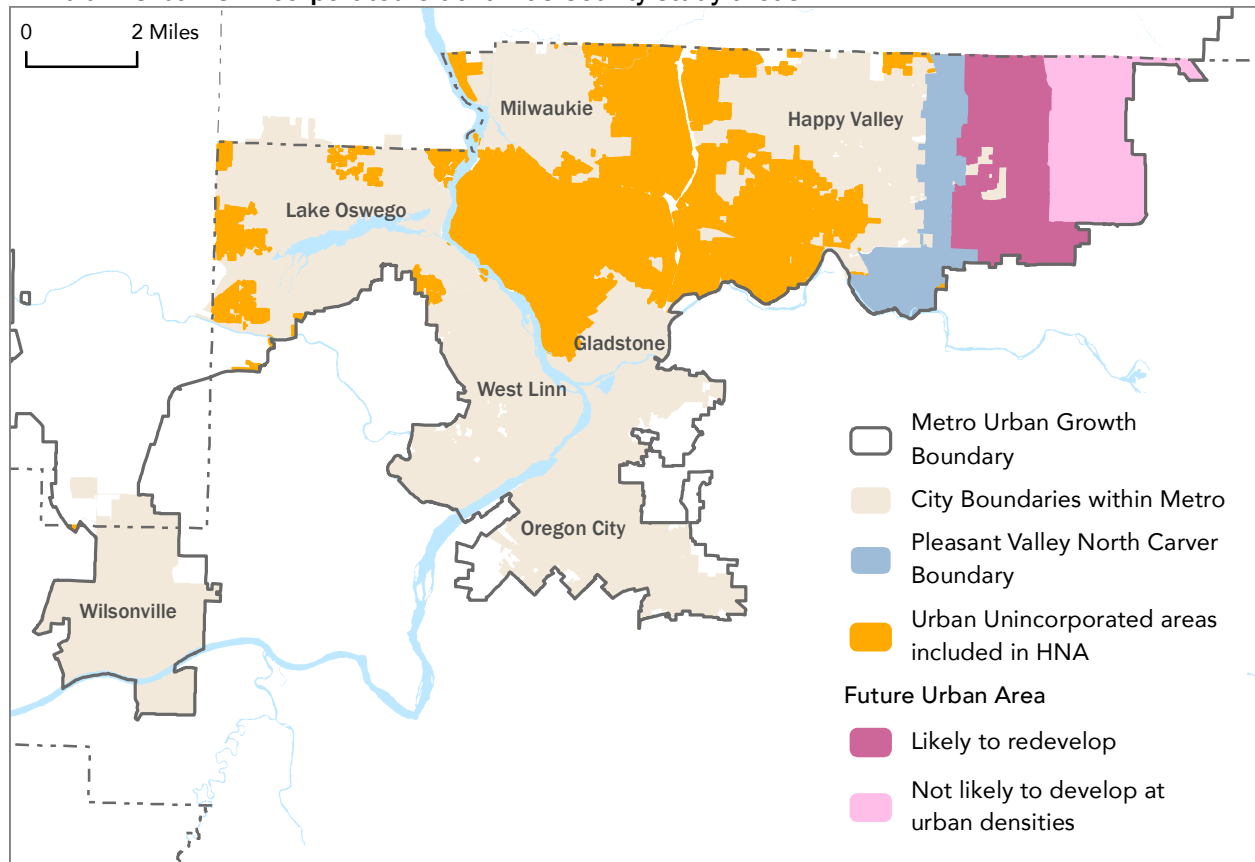 0
2 Miles
Milwaukie
Happy Valley
Lake Oswego
Gladstone
West Linn
Oregon City
Wilsonville
Metro Urban Growth
Boundary
City Boundaries within Metro
Pleasant Valley North Carver
Boundary
Urban Unincorporated areas
included in HNA
Future Urban Area
Likely to redevelop
Not likely to develop at
urban densities